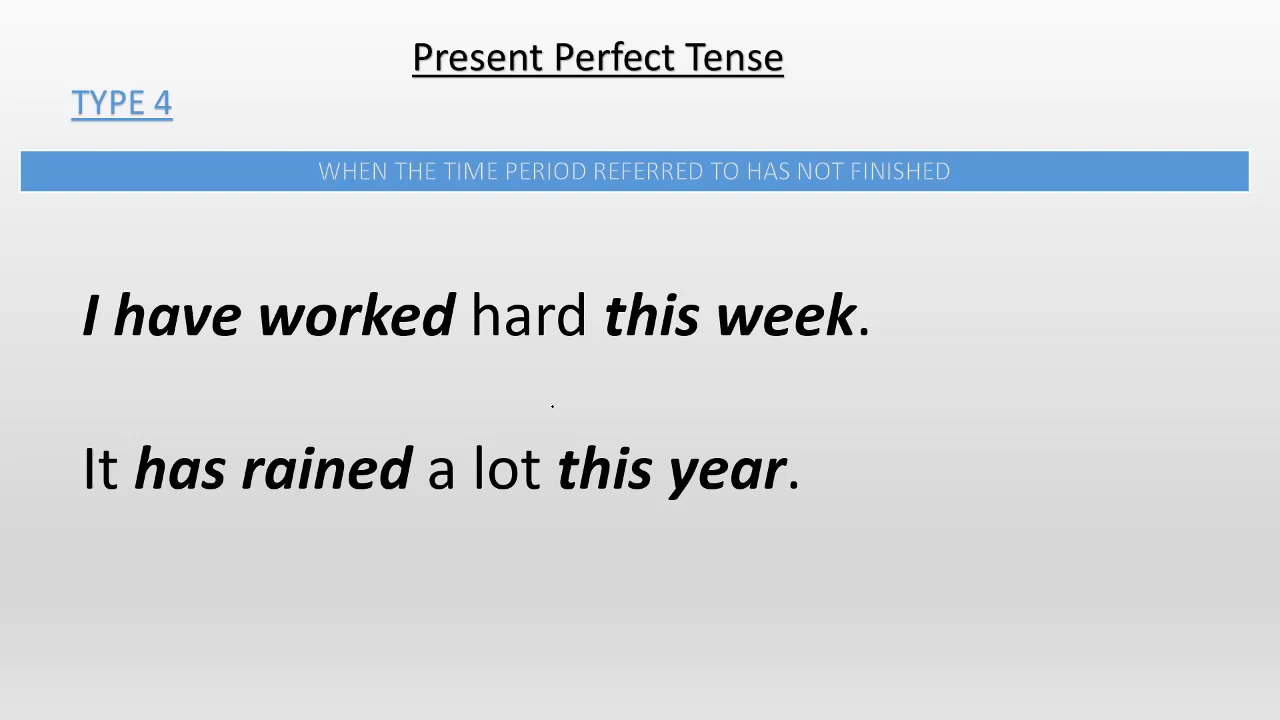 Present Perfect Tense
TYPE 4
WHEN THE TIME PERIOD REFERRED TO HAS NOT FINISHED
I have worked hard this week.
It has rained a lot this year.